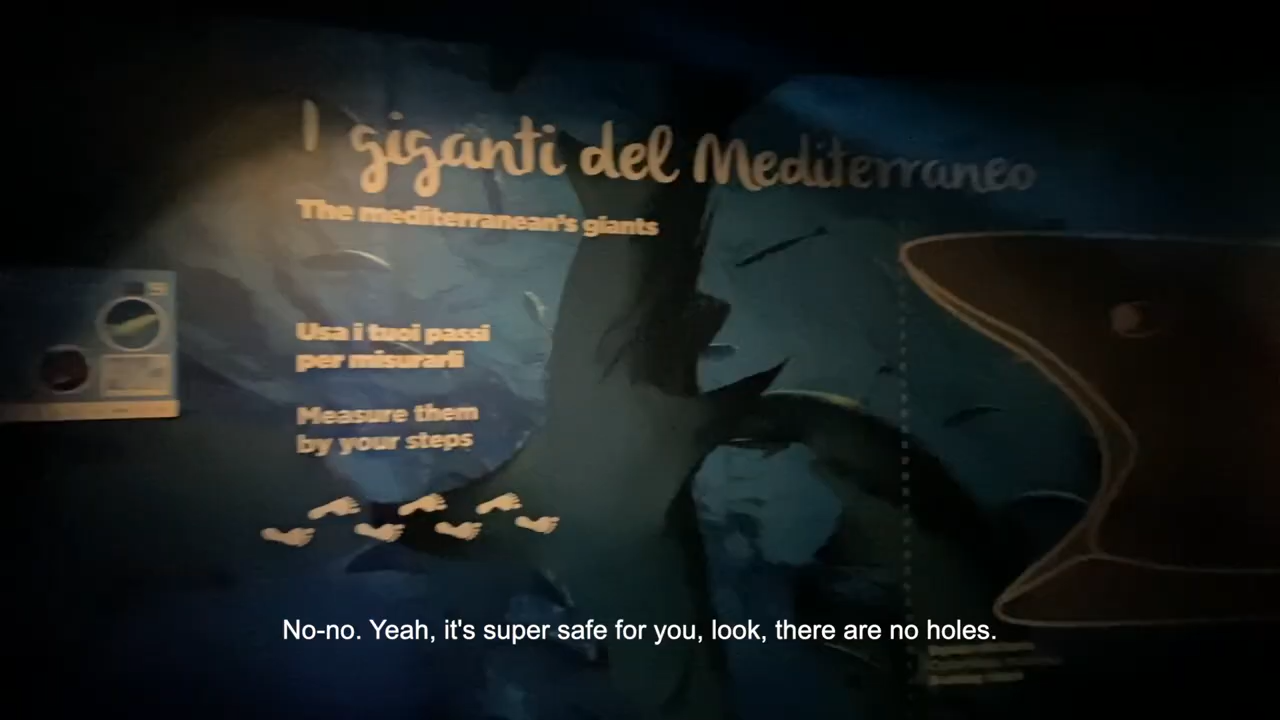 I giganti del Mediterraneo
The mediterranean's giants
Usa i tuoi passi
per misurarli
Measure them
by your steps
No-no. Yeah, it's super safe for you, look, there are no holes.